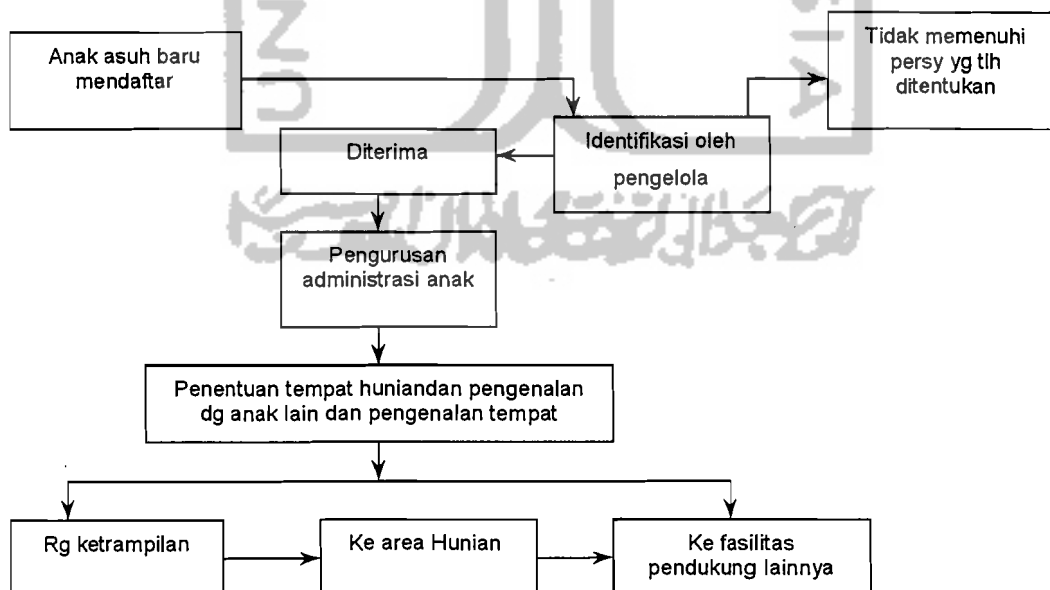 Anak asuh baru
mendaftar
Tidak memenuhi
persy yg tlh
ditentukan
Identifikasi oleh
pengelola
Diterima
Pengurusan
administrasi anak
Penentuan tempat huniandan pengenalan
dg anak lain dan pengenalan tempat
Rg ketrampilan
Ke area Hunian
Ke fasilitas
pendukung lainnya